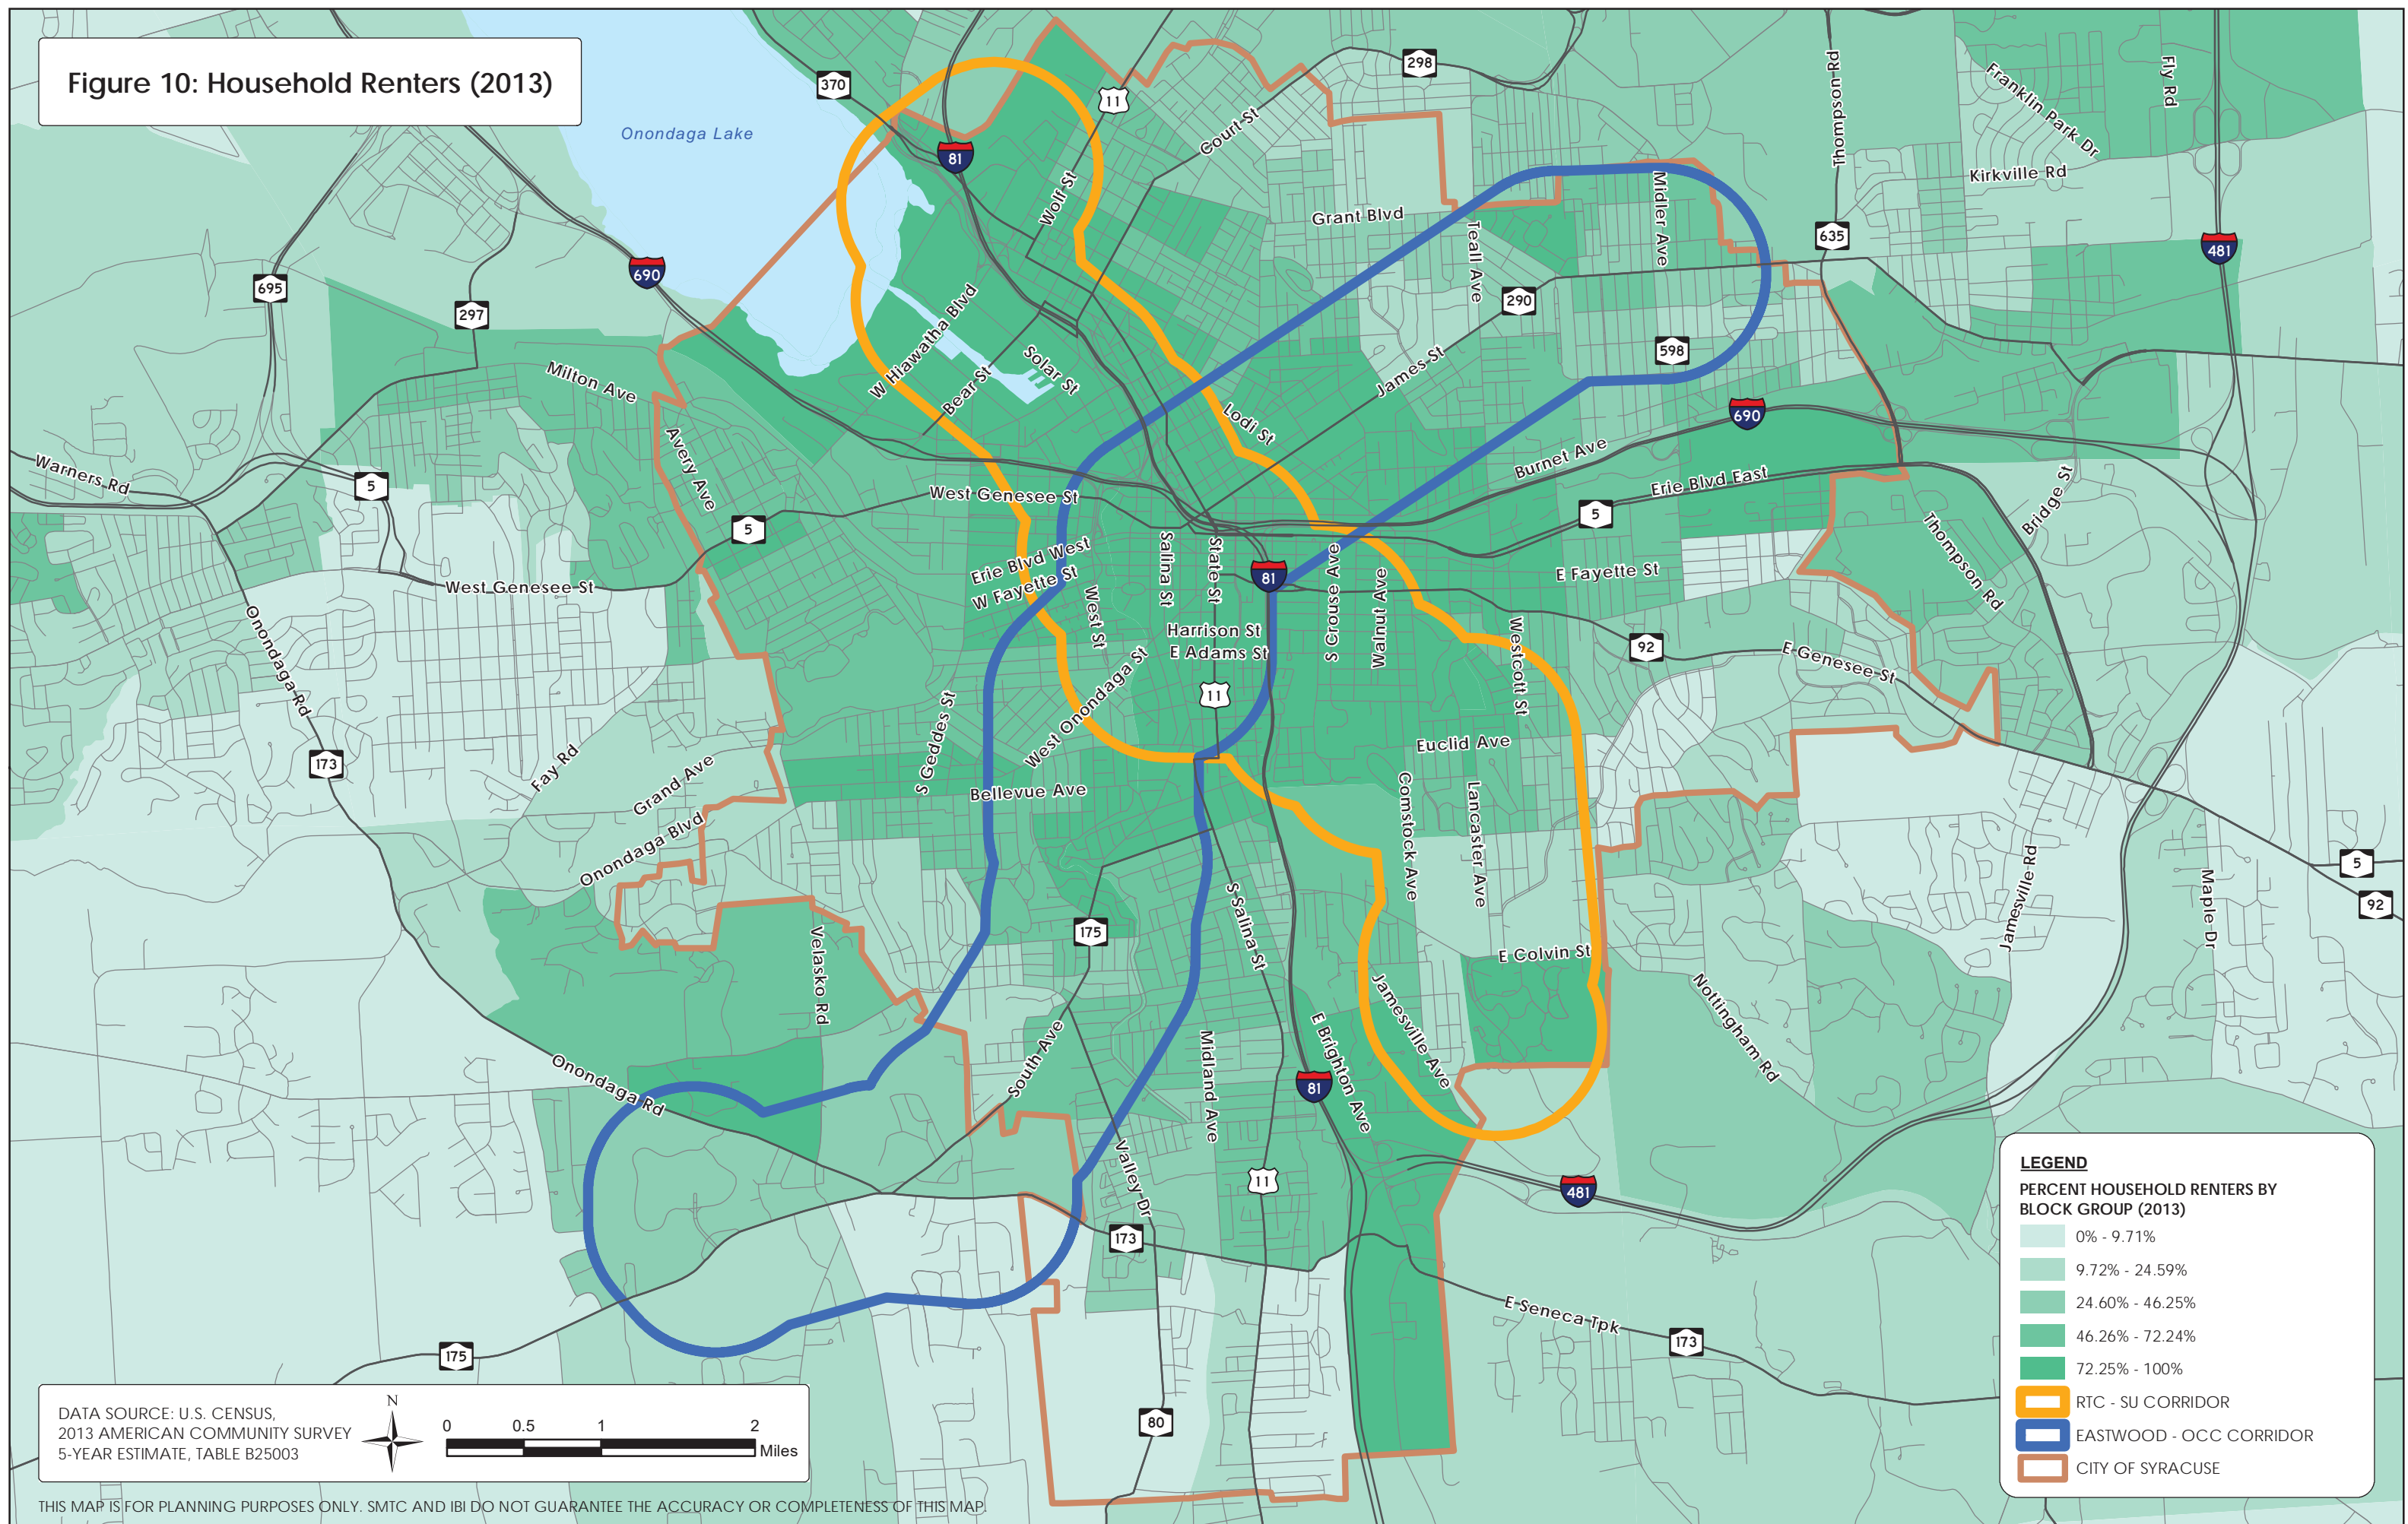 Figure 10: Household Renters (2013)
Onondaga Lake
370
11
298
81
Court St
Wolf St
Grant Blvd
Teall Ave
Midler Ave
Thompson Rd
Franklin Park Dr
Fly Rd
Kirkville Rd
635
481
690
695
297
290
598
W Hiawatha Blvd
Solar St
Bear St
Milton Ave
James St
Lodi St
Avery Ave
690
Burnet Ave
Warners Rd
5
West Genesee St
5
Erie Blvd East
5
Bridge St
Thompson Rd
Erie Blvd West
W Fayette St
Salina St
State St
81
S Crouse Ave
Walnut Ave
E Fayette St
West Genesee St
West St
Harrison St
E Adams St
Westcott St
92
E Genesee St
Onondaga Rd
11
S Geddes St
West Onondaga St
Euclid Ave
173
Fay Rd
Grand Ave
Bellevue Ave
Comstock Ave
Lancaster Ave
Onondaga Blvd
Jamesville Rd
Maple Dr
5
92
175
Velasko Rd
S Salina St
E Colvin St
Nottingham Rd
Jamesville Ave
E Brighton Ave
81
South Ave
Midland Ave
Onondaga Rd
Valley Dr
11
481
173
E Seneca Tpk
173
175
80
LEGEND
PERCENT HOUSEHOLD RENTERS BY
BLOCK GROUP (2013)
0% - 9.71%
9.72% - 24.59%
24.60% - 46.25%
46.26% - 72.24%
72.25% - 100%
RTC - SU CORRIDOR
EASTWOOD - OCC CORRIDOR
CITY OF SYRACUSE
DATA SOURCE: U.S. CENSUS,
2013 AMERICAN COMMUNITY SURVEY
5-YEAR ESTIMATE, TABLE B25003
N
0 0.5 1 2
Miles
THIS MAP IS FOR PLANNING PURPOSES ONLY. SMTC AND IBI DO NOT GUARANTEE THE ACCURACY OR COMPLETENESS OF THIS MAP.